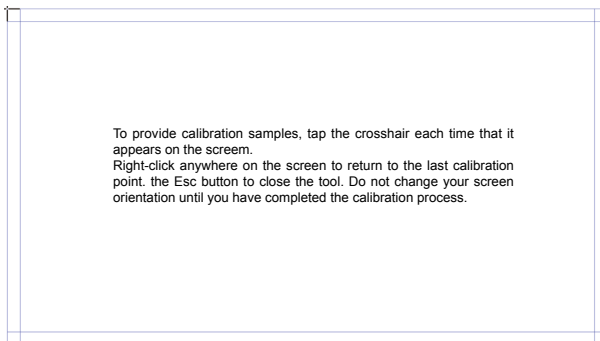 To provide calibration samples, tap the crosshair each time that it
appears on the screem.
Right-click anywhere on the screen to return to the last calibration
point. the Esc button to close the tool. Do not change your screen
orientation until you have completed the calibration process.